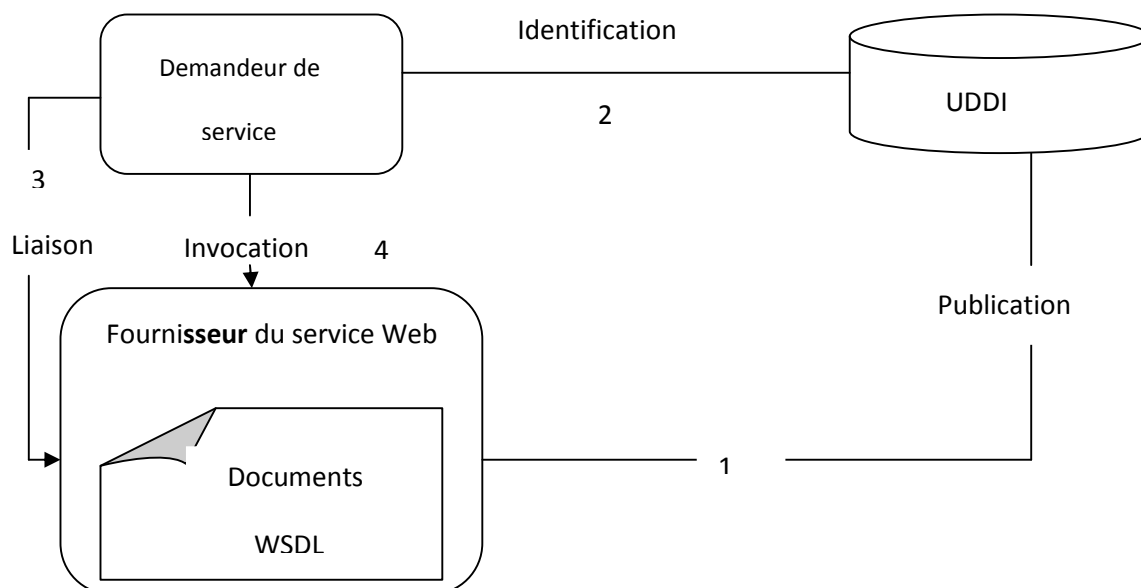 Identification
Demandeur de
service
UDDI
2
3
Liaison
Invocation 4
Publication
Fournisseur du service Web
1
Documents
WSDL